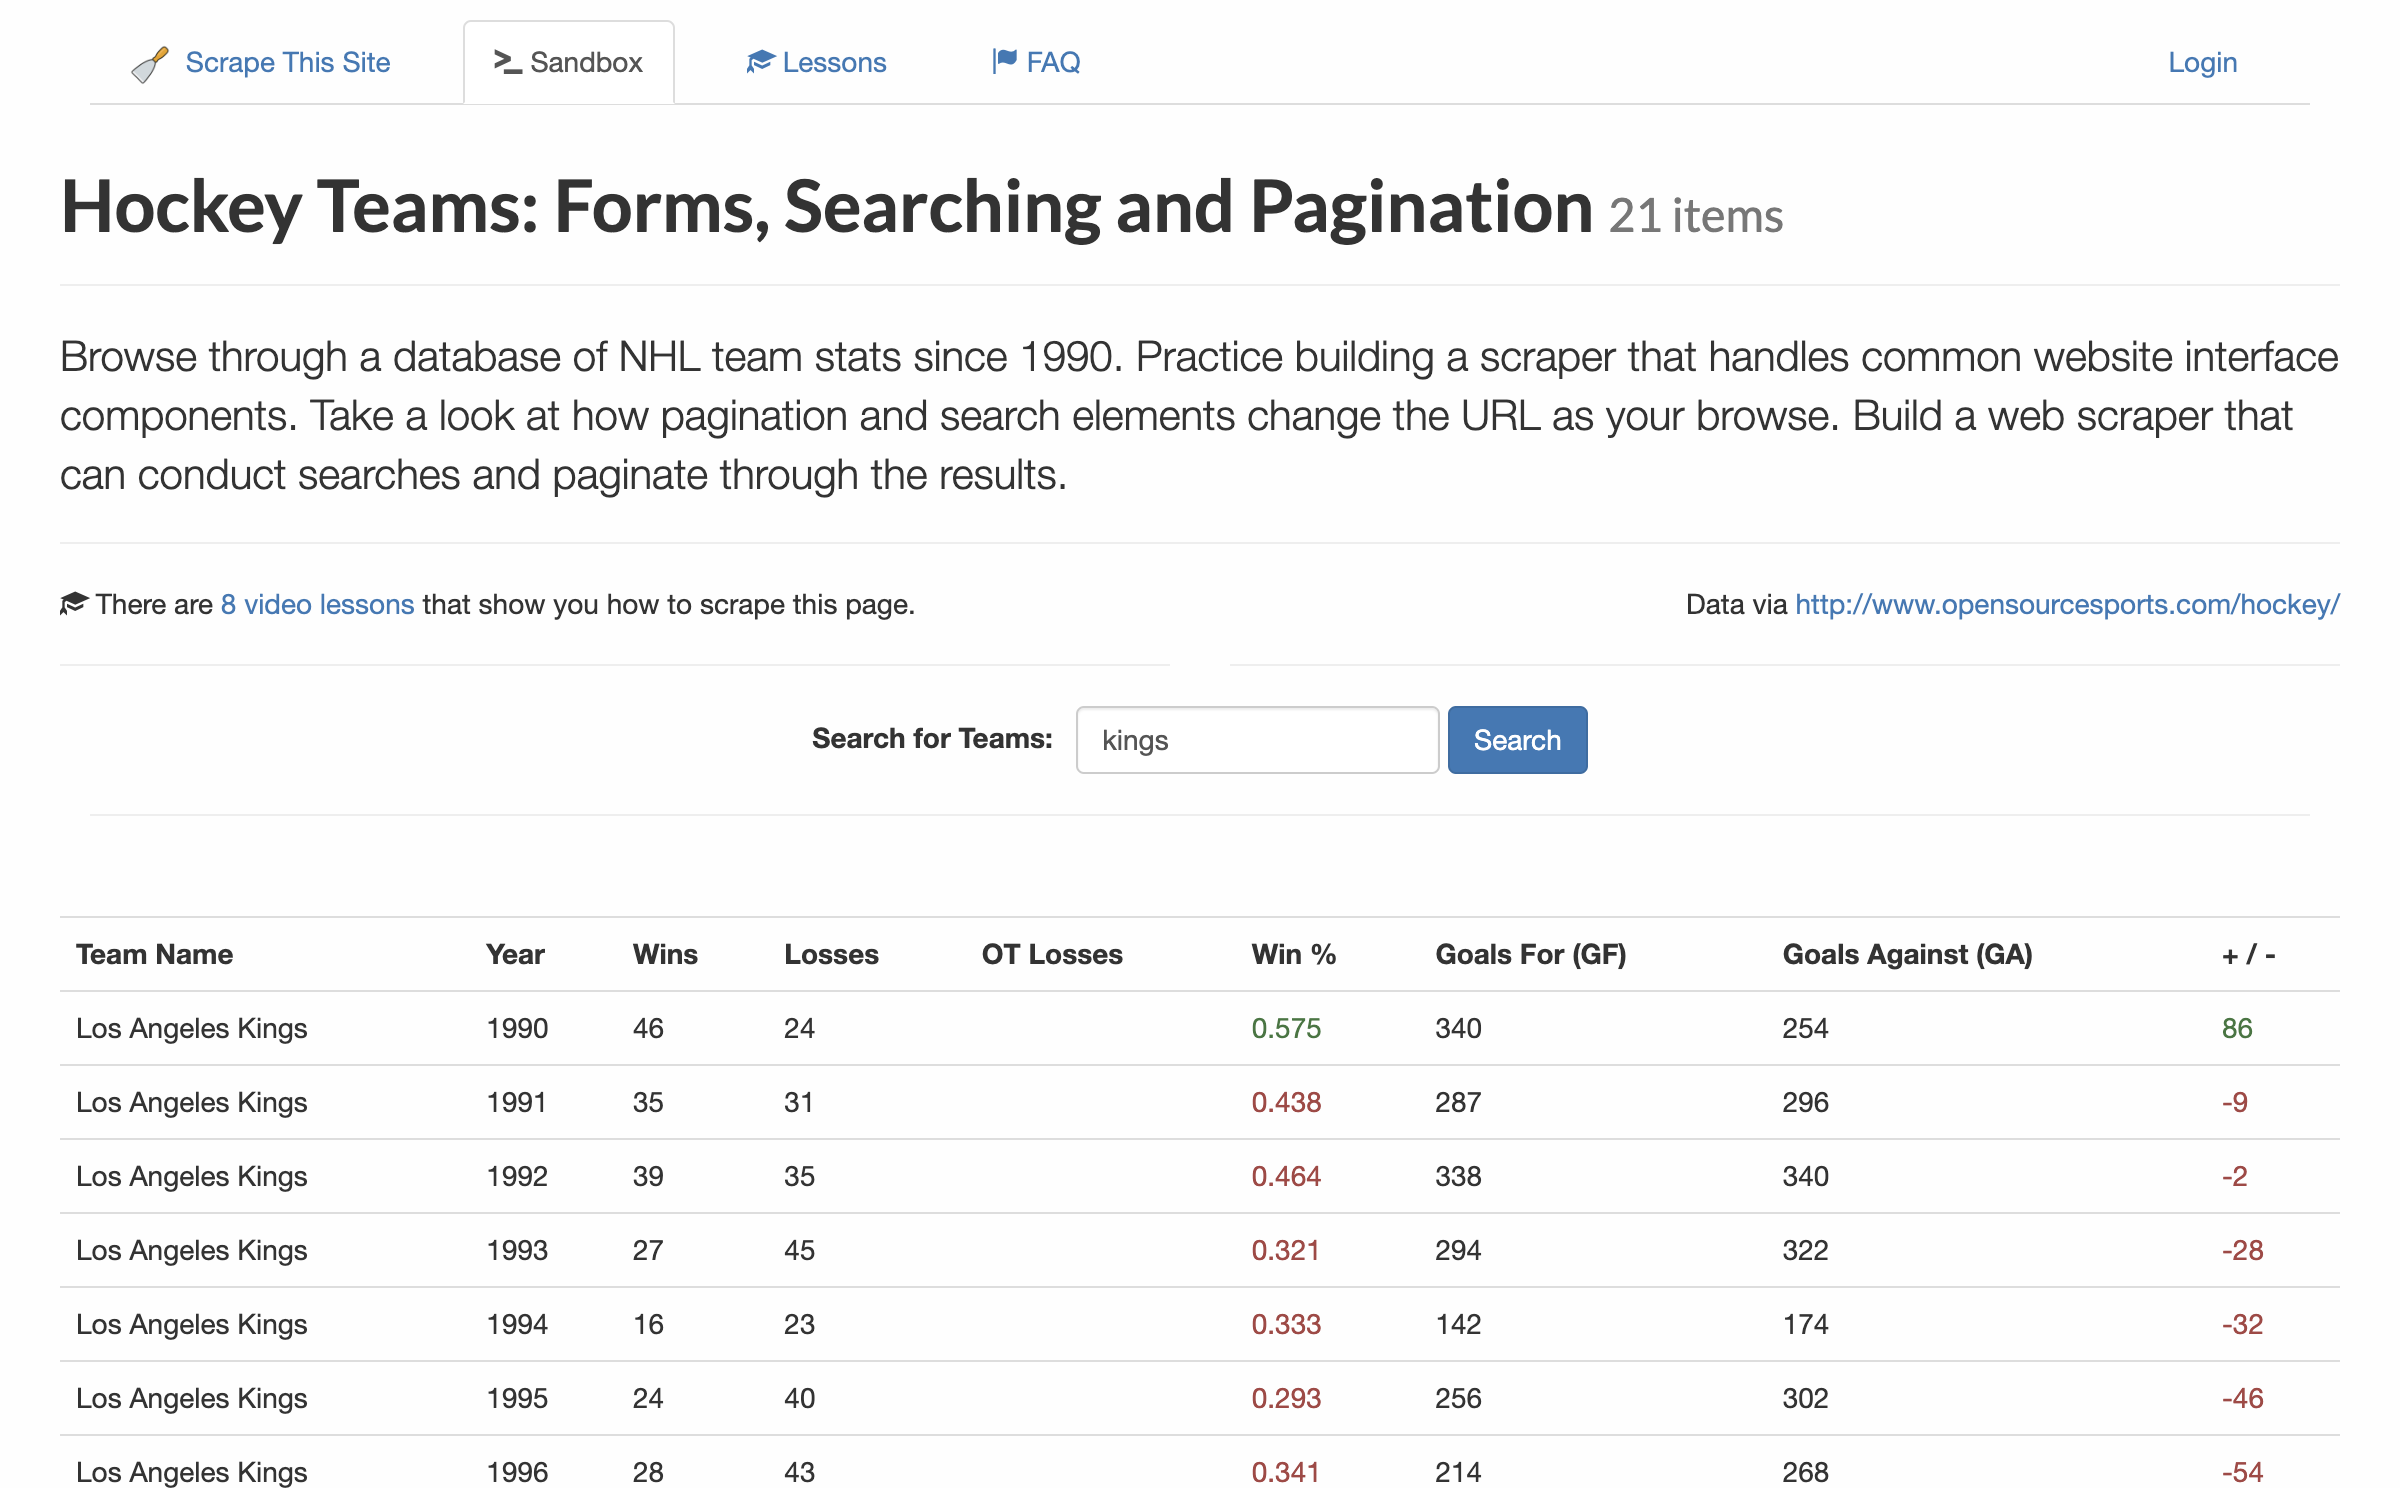 Scrape This Site Sandbox Lessons FAQ Login
Hockey Teams: Forms, Searching and Pagination 21 items
Browse through a database of NHL team stats since 1990. Practice building a scraper that handles common website interface
components. Take a look at how pagination and search elements change the URL as your browse. Build a web scraper that
can conduct searches and paginate through the results.
There are 8 video lessons that show you how to scrape this page. Data via http://www.opensourcesports.com/hockey/
Search for Teams: kings Search
Team Name Year Wins Losses OT Losses Win % Goals For (GF) Goals Against (GA) + / -
Los Angeles Kings 1990 46 24 0.575 340 254 86
Los Angeles Kings 1991 35 31 0.438 287 296 -9
Los Angeles Kings 1992 39 35 0.464 338 340 -2
Los Angeles Kings 1993 27 45 0.321 294 322 -28
Los Angeles Kings 1994 16 23 0.333 142 174 -32
Los Angeles Kings 1995 24 40 0.293 256 302 -46
Los Angeles Kings 1996 28 43 0.341 214 268 -54